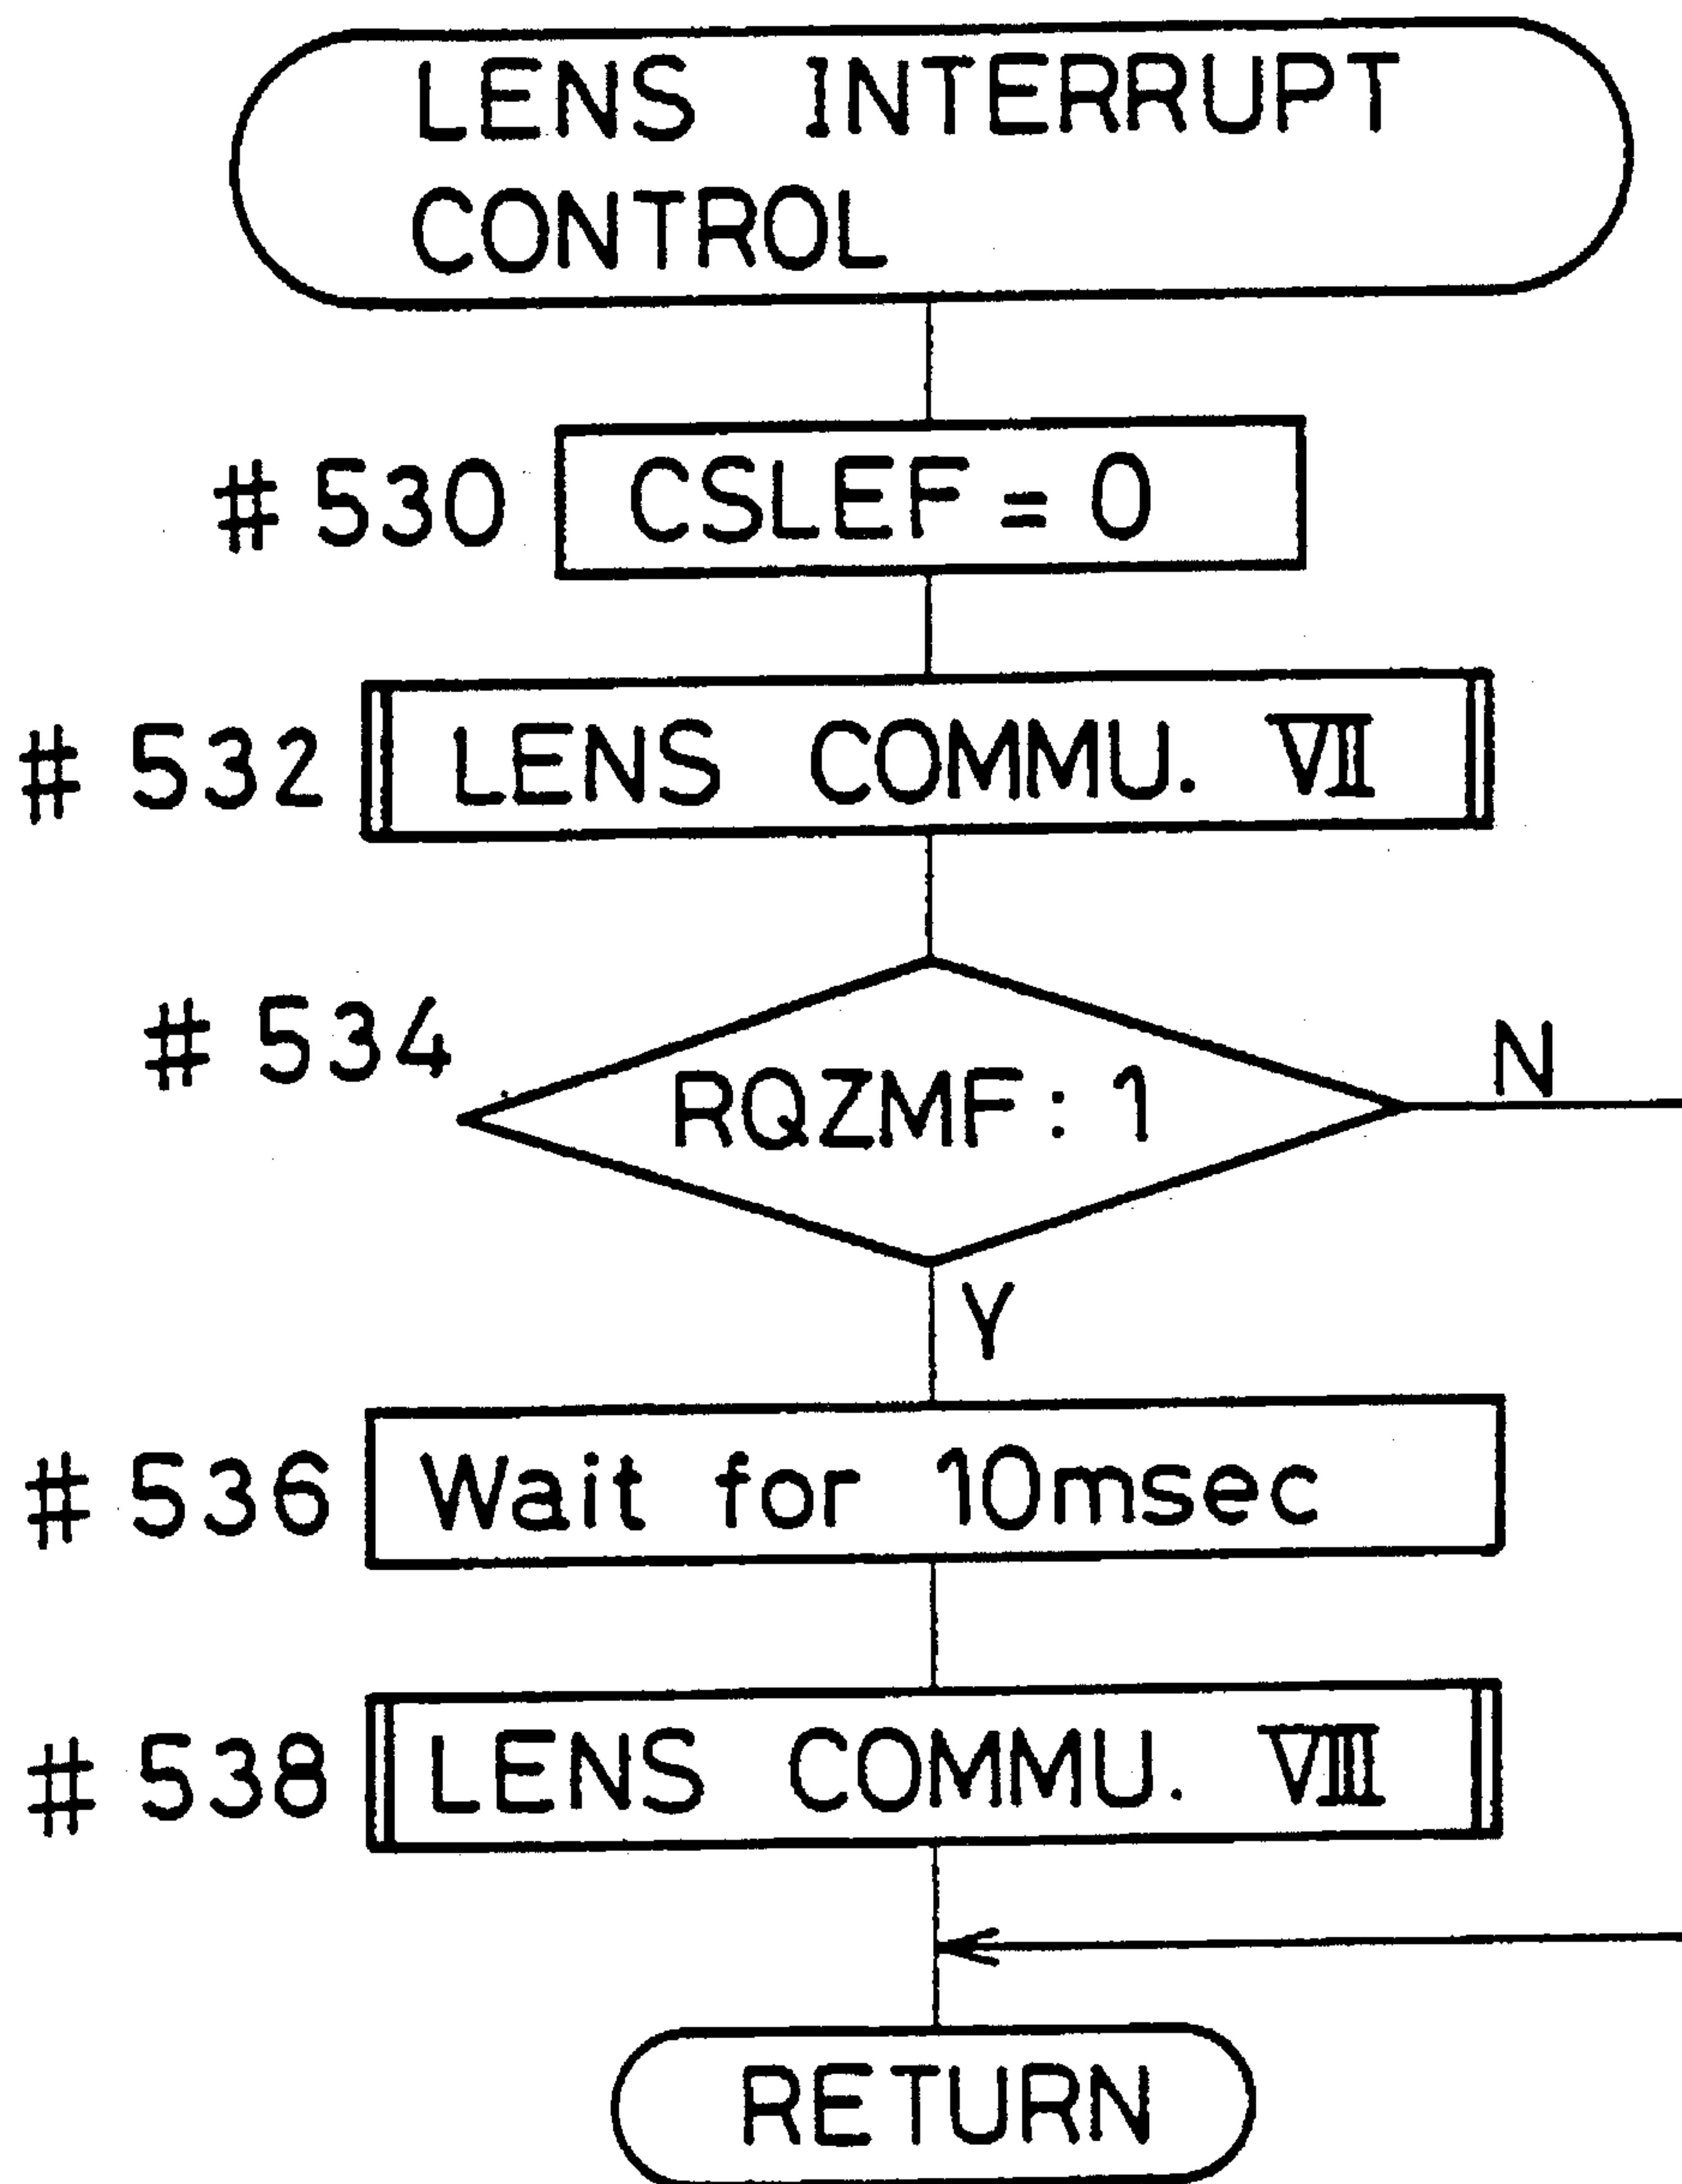 LENS INTERRUPT
CONTROL
#530 CSLEF = 0
#532 LENS COMMU. VII
#534 RQZMF : 1 N
Y
#536 Wait for 10msec
#538 LENS COMMU. VIII
RETURN